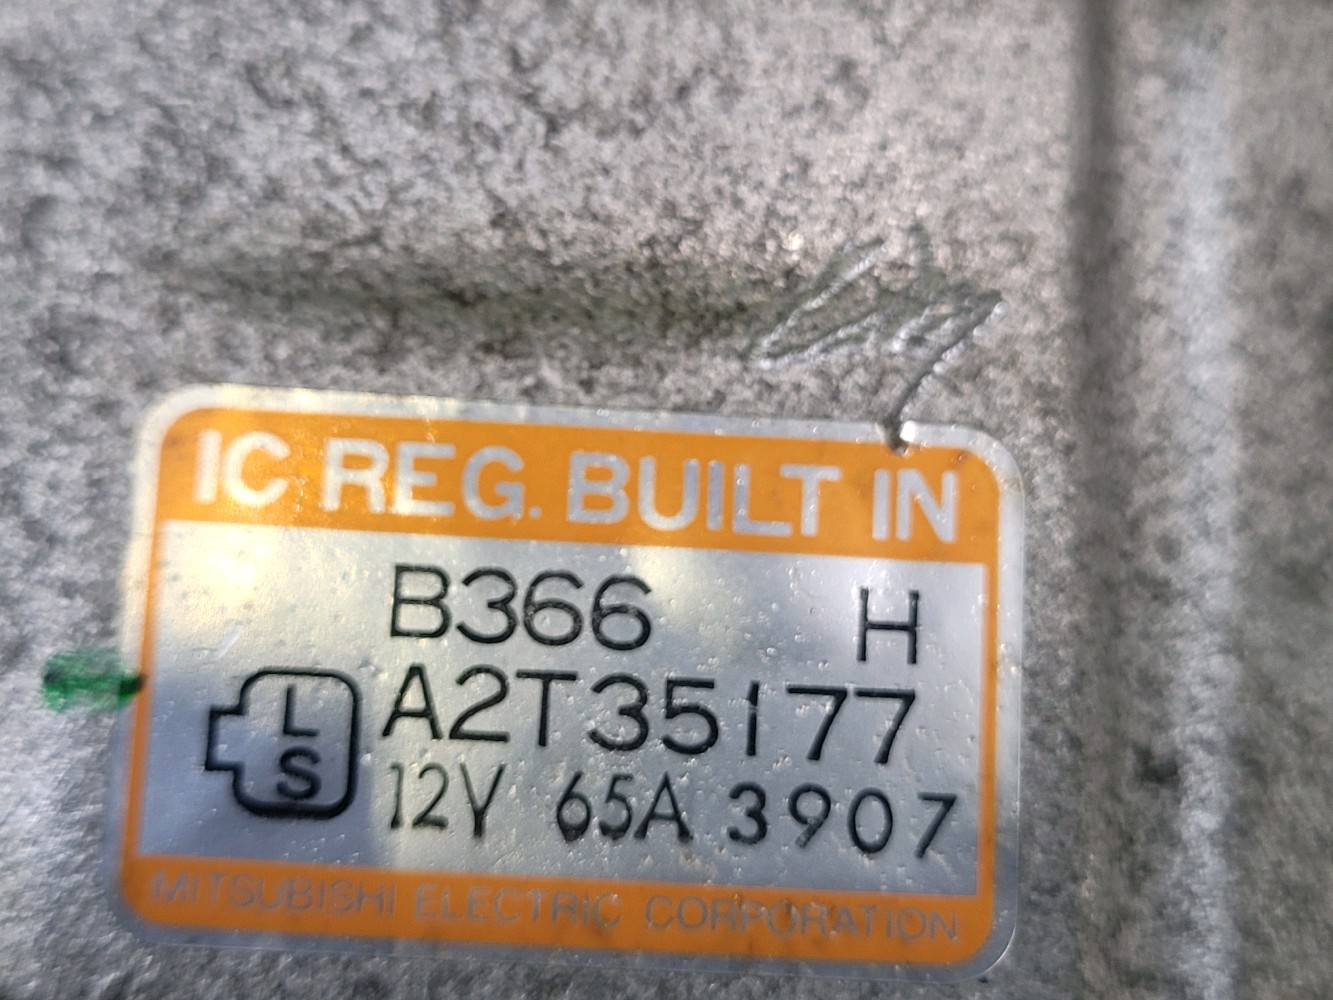 IC REG. BUILT IN
B366 H
A2T35177
L
S
12V 65A 3907
MITSUBISHI ELECTRIC CORPORATION